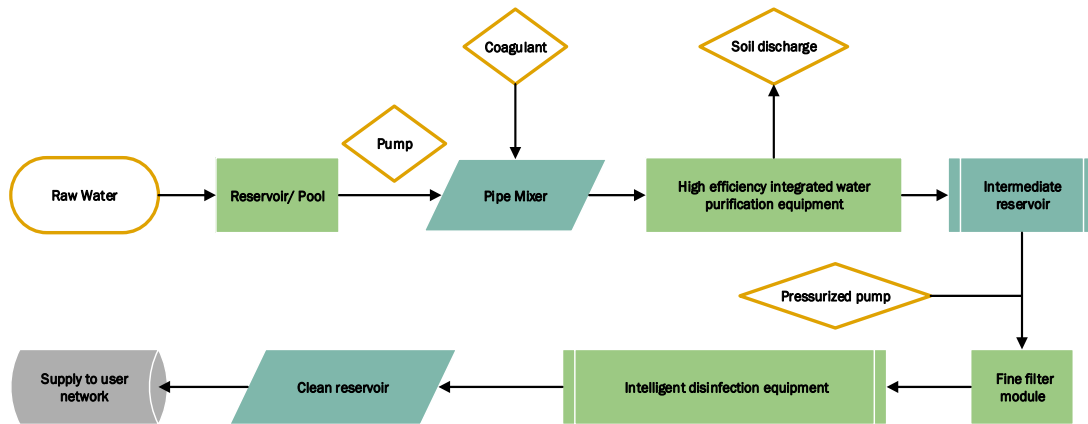 Coagulant
Soil discharge
Pump
Raw Water
Reservoir/ Pool
Pipe Mixer
High efficiency integrated water
purification equipment
Intermediate
reservoir
Pressurized pump
Supply to user
network
Clean reservoir
Intelligent disinfection equipment
Fine filter
module